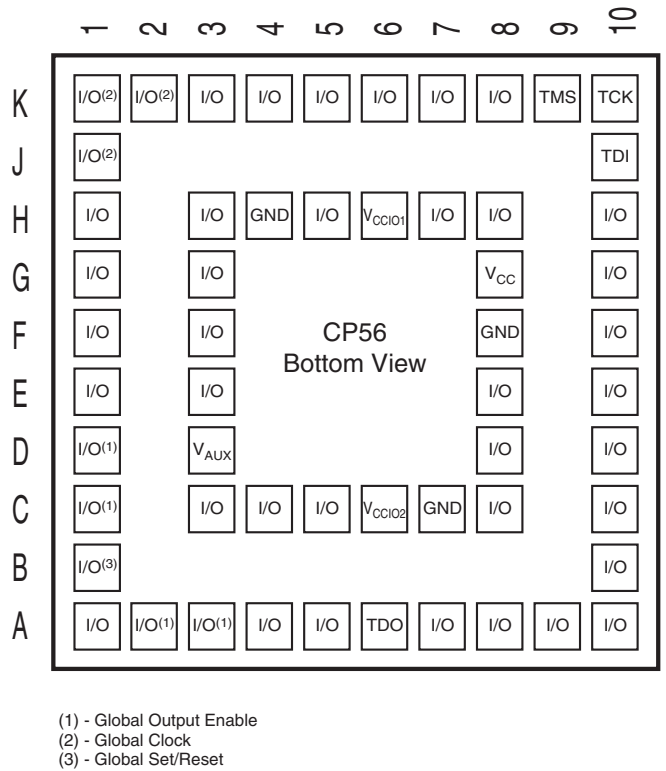 1 2 3 4 5 6 7 8 9 10
K I/O(2) I/O(2) I/O I/O I/O I/O I/O I/O TMS TCK
J I/O(2) TDI
H I/O I/O GND I/O VCCIO1 I/O I/O I/O
G I/O I/O VCC I/O
F I/O I/O CP56 GND I/O
Bottom View
E I/O I/O I/O I/O
D I/O(1) VAUX I/O I/O
C I/O(1) I/O I/O I/O VCCIO2 GND I/O I/O
B I/O(3) I/O
A I/O I/O(1) I/O(1) I/O I/O TDO I/O I/O I/O I/O
(1) - Global Output Enable
(2) - Global Clock
(3) - Global Set/Reset